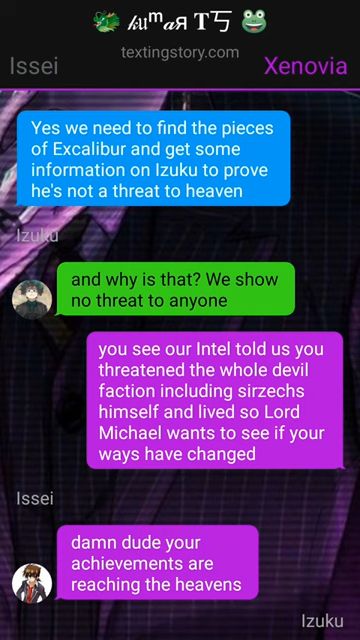 🐲 𝓀𝓊ᵐ𝒶Я 𝐓丂 🐸
textingstory.com
Issei
Xenovia
Yes we need to find the pieces
of Excalibur and get some
information on Izuku to prove
he's not a threat to heaven
Izuku
and why is that? We show
no threat to anyone
you see our Intel told us you
threatened the whole devil
faction including sirzechs
himself and lived so Lord
Michael wants to see if your
ways have changed
Issei
damn dude your
achievements are
reaching the heavens
Izuku